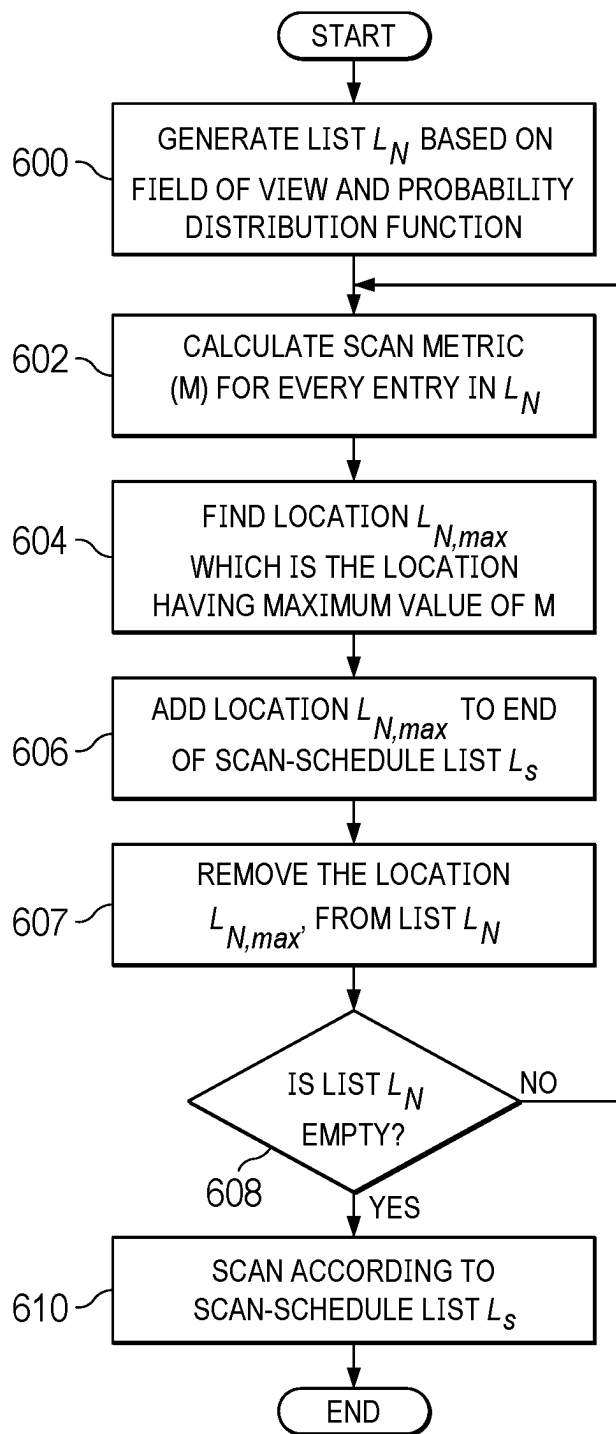 START
600
GENERATE LIST L_N BASED ON
FIELD OF VIEW AND PROBABILITY
DISTRIBUTION FUNCTION
602
CALCULATE SCAN METRIC
(M) FOR EVERY ENTRY IN L_N
604
FIND LOCATION L_N,max
WHICH IS THE LOCATION
HAVING MAXIMUM VALUE OF M
606
ADD LOCATION L_N,max TO END
OF SCAN-SCHEDULE LIST L_s
607
REMOVE THE LOCATION
L_N,max, FROM LIST L_N
IS LIST L_N
EMPTY?
NO
608
YES
610
SCAN ACCORDING TO
SCAN-SCHEDULE LIST L_s
END